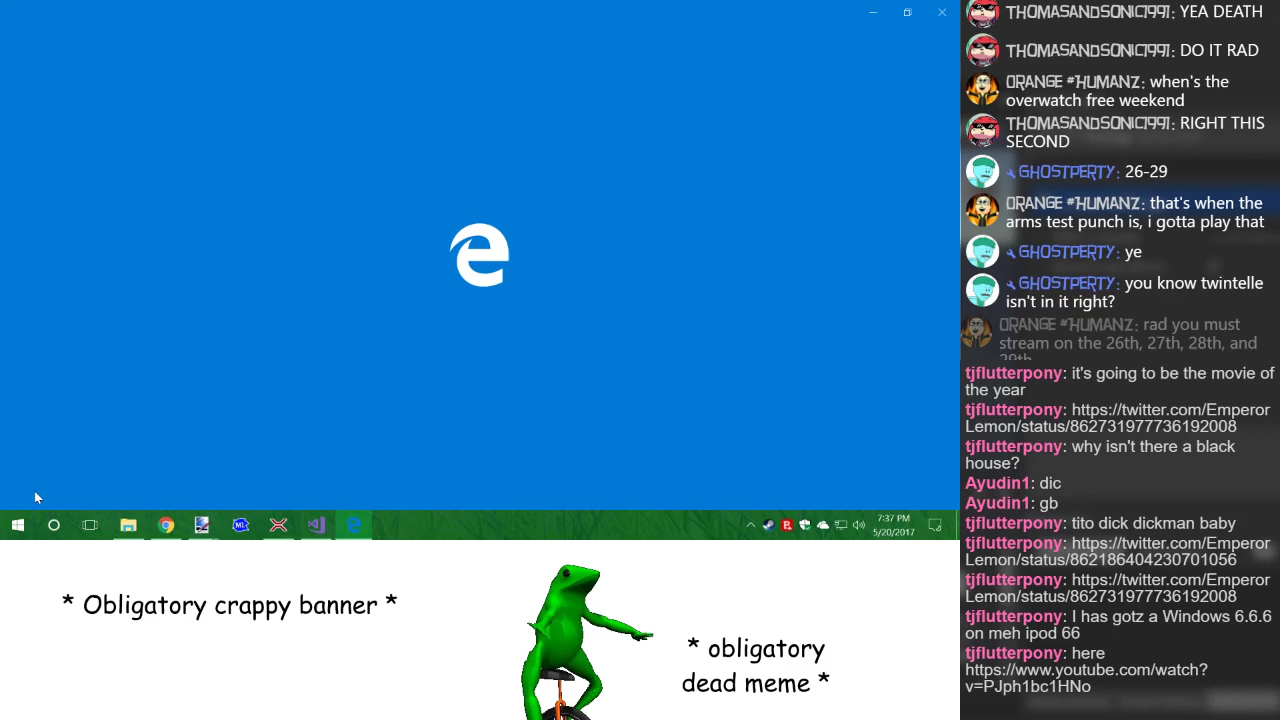 THOMASANDSONIC1991: YEA DEATH
THOMASANDSONIC1991: DO IT RAD
ORANGE #HUMANZ: when's the
overwatch free weekend
THOMASANDSONIC1991: RIGHT THIS
SECOND
GHOSTPERTY: 26-29
ORANGE #HUMANZ: that's when the
arms test punch is, i gotta play that
GHOSTPERTY: ye
GHOSTPERTY: you know twintelle
isn't in it right?
ORANGE #HUMANZ: rad you must
stream on the 26th, 27th, 28th, and
29th
tjflutterpony: it's going to be the movie of
the year
tjflutterpony: https://twitter.com/Emperor
Lemon/status/862731977736192008
tjflutterpony: why isn't there a black
house?
Ayudin1: dic
Ayudin1: gb
tjflutterpony: tito dick dickman baby
tjflutterpony: https://twitter.com/Emperor
Lemon/status/862186404230701056
tjflutterpony: https://twitter.com/Emperor
Lemon/status/862731977736192008
tjflutterpony: I has gotz a Windows 6.6.6
on meh ipod 66
tjflutterpony: here
https://www.youtube.com/watch?
v=PJph1bc1HNo
ML
7:37 PM
5/20/2017
* Obligatory crappy banner *
* obligatory
dead meme *